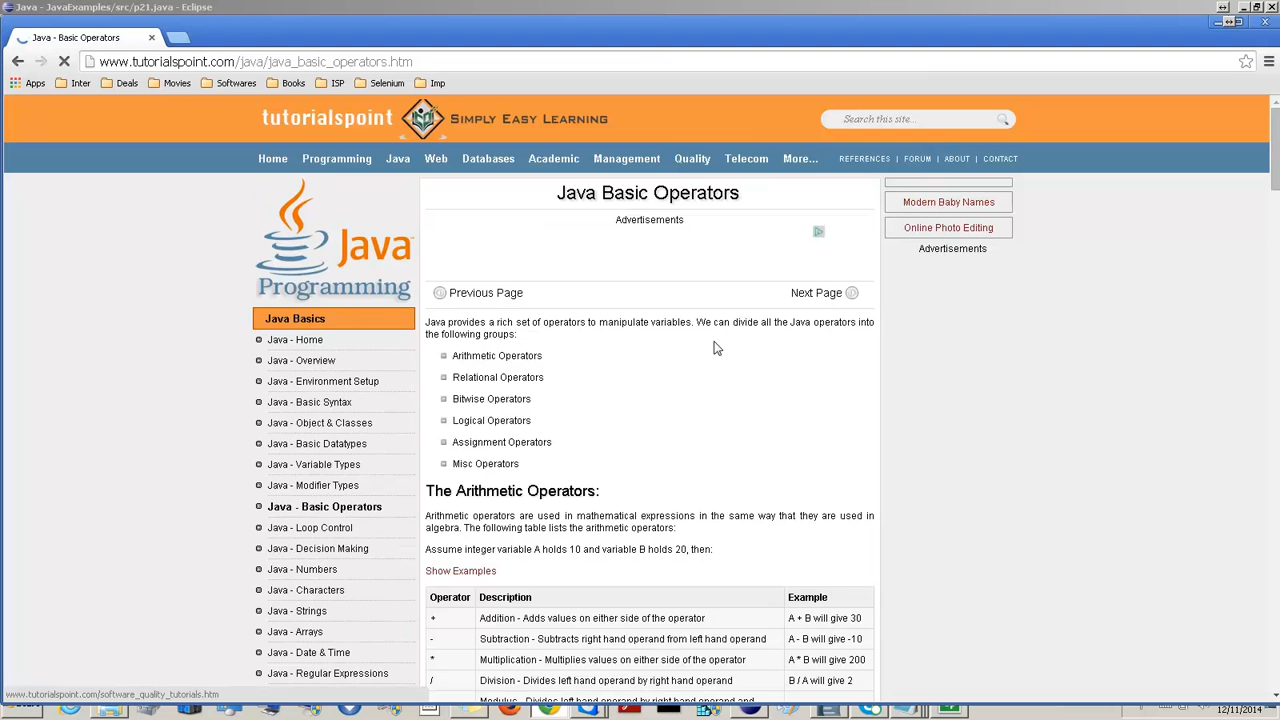 Java - JavaExamples/src/p21.java - Eclipse
Java - Basic Operators
www.tutorialspoint.com/java/java_basic_operators.htm
Apps Inter Deals Movies Softwares Books ISP Selenium Imp
tutorialspoint SIMPLY EASY LEARNING Search this site...
Home Programming Java Web Databases Academic Management Quality Telecom More... REFERENCES | FORUM | ABOUT | CONTACT
Java
Programming
Java Basics
Java - Home
Java - Overview
Java - Environment Setup
Java - Basic Syntax
Java - Object & Classes
Java - Basic Datatypes
Java - Variable Types
Java - Modifier Types
Java - Basic Operators
Java - Loop Control
Java - Decision Making
Java - Numbers
Java - Characters
Java - Strings
Java - Arrays
Java - Date & Time
Java - Regular Expressions
Java Basic Operators
Advertisements
Previous Page Next Page
Java provides a rich set of operators to manipulate variables. We can divide all the Java operators into
the following groups:
Arithmetic Operators
Relational Operators
Bitwise Operators
Logical Operators
Assignment Operators
Misc Operators
The Arithmetic Operators:
Arithmetic operators are used in mathematical expressions in the same way that they are used in
algebra. The following table lists the arithmetic operators:
Assume integer variable A holds 10 and variable B holds 20, then:
Show Examples
Operator Description Example
+ Addition - Adds values on either side of the operator A + B will give 30
- Subtraction - Subtracts right hand operand from left hand operand A - B will give -10
* Multiplication - Multiplies values on either side of the operator A * B will give 200
/ Division - Divides left hand operand by right hand operand B / A will give 2
Modulus - Divides left hand operand by right hand operand and
Modern Baby Names
Online Photo Editing
Advertisements
www.tutorialspoint.com/software_quality_tutorials.htm
12/11/2014